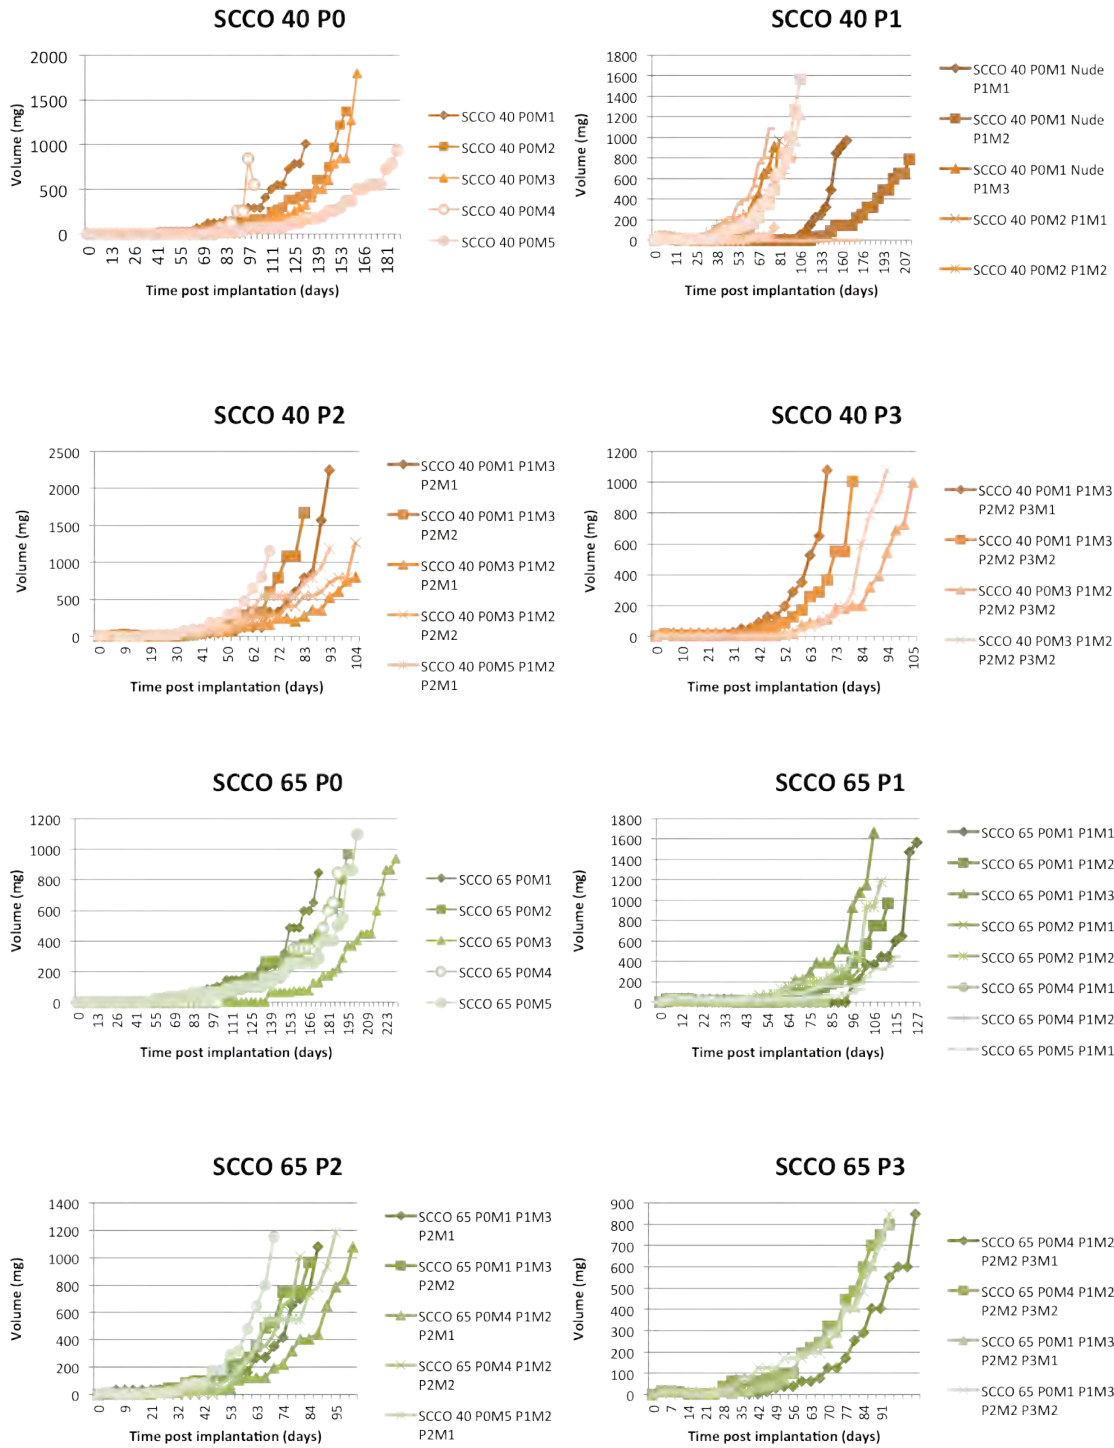 SCCO 40 P0
Volume (mg)
2000
1500
1000
500
0
0 13 27 41 55 69 83 97 111 125 139 153 166 181
Time post implantation (days)
SCCO 40 P0M1
SCCO 40 P0M2
SCCO 40 P0M3
SCCO 40 P0M4
SCCO 40 P0M5
SCCO 40 P1
Volume (mg)
1800
1600
1400
1200
1000
800
600
400
200
0
0 11 25 38 53 67 81 106 133 160 176 193 207
Time post implantation (days)
SCCO 40 P0M1 Nude
P1M1
SCCO 40 P0M1 Nude
P1M2
SCCO 40 P0M1 Nude
P1M3
SCCO 40 P0M2 P1M1
SCCO 40 P0M2 P1M2
SCCO 40 P2
Volume (mg)
2500
2000
1500
1000
500
0
0 9 19 30 41 50 62 73 83 93 104
Time post implantation (days)
SCCO 40 P0M1 P1M3
P2M1
SCCO 40 P0M1 P1M3
P2M2
SCCO 40 P0M3 P1M2
P2M1
SCCO 40 P0M3 P1M2
P2M2
SCCO 40 P0M5 P1M2
P2M1
SCCO 40 P3
Volume (mg)
1200
1000
800
600
400
200
0
0 10 21 31 42 52 63 73 84 94 105
Time post implantation (days)
SCCO 40 P0M1 P1M3
P2M2 P3M1
SCCO 40 P0M1 P1M3
P2M2 P3M2
SCCO 40 P0M3 P1M2
P2M2 P3M2
SCCO 40 P0M3 P1M2
P2M2 P3M2
SCCO 65 P0
Volume (mg)
1200
1000
800
600
400
200
0
0 13 26 41 55 69 83 97 111 125 139 153 166 181 195 209 223
Time post implantation (days)
SCCO 65 P0M1
SCCO 65 P0M2
SCCO 65 P0M3
SCCO 65 P0M4
SCCO 65 P0M5
SCCO 65 P1
Volume (mg)
1800
1600
1400
1200
1000
800
600
400
200
0
0 12 22 33 43 54 64 75 85 96 106 115 127
Time post implantation (days)
SCCO 65 P0M1 P1M1
SCCO 65 P0M1 P1M2
SCCO 65 P0M1 P1M3
SCCO 65 P0M2 P1M1
SCCO 65 P0M2 P1M2
SCCO 65 P0M4 P1M1
SCCO 65 P0M4 P1M2
SCCO 65 P0M5 P1M1
SCCO 65 P2
Volume (mg)
1400
1200
1000
800
600
400
200
0
0 9 21 32 42 53 63 74 84 95
Time post implantation (days)
SCCO 65 P0M1 P1M3
P2M1
SCCO 65 P0M1 P1M3
P2M2
SCCO 65 P0M4 P1M2
P2M1
SCCO 65 P0M4 P1M2
P2M2
SCCO 40 P0M5 P1M2
P2M1
SCCO 65 P3
Volume (mg)
900
800
700
600
500
400
300
200
100
0
0 7 14 21 28 35 42 49 56 63 70 77 84 91
Time post implantation (days)
SCCO 65 P0M4 P1M2
P2M2 P3M1
SCCO 65 P0M4 P1M2
P2M2 P3M2
SCCO 65 P0M1 P1M3
P2M2 P3M1
SCCO 65 P0M1 P1M3
P2M2 P3M2